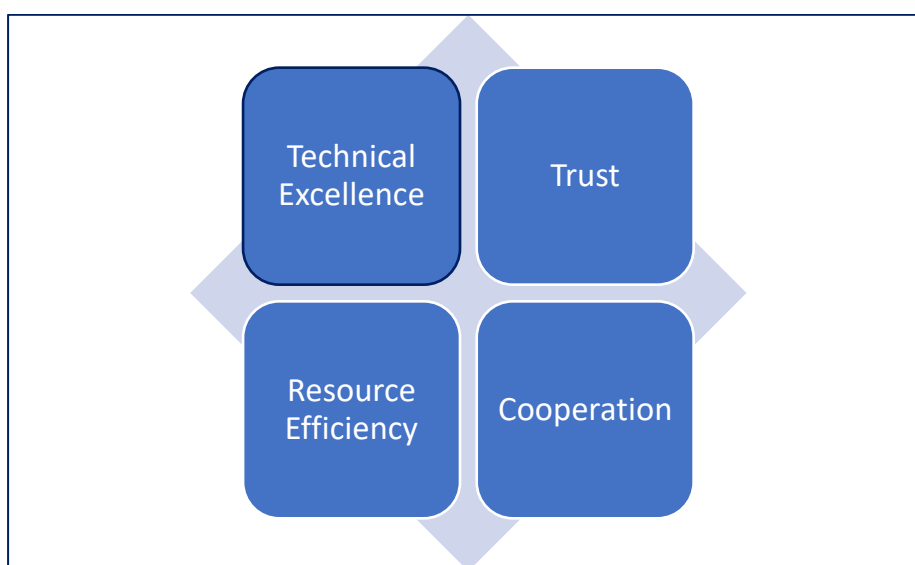 Technical
Excellence
Trust
Resource
Efficiency
Cooperation